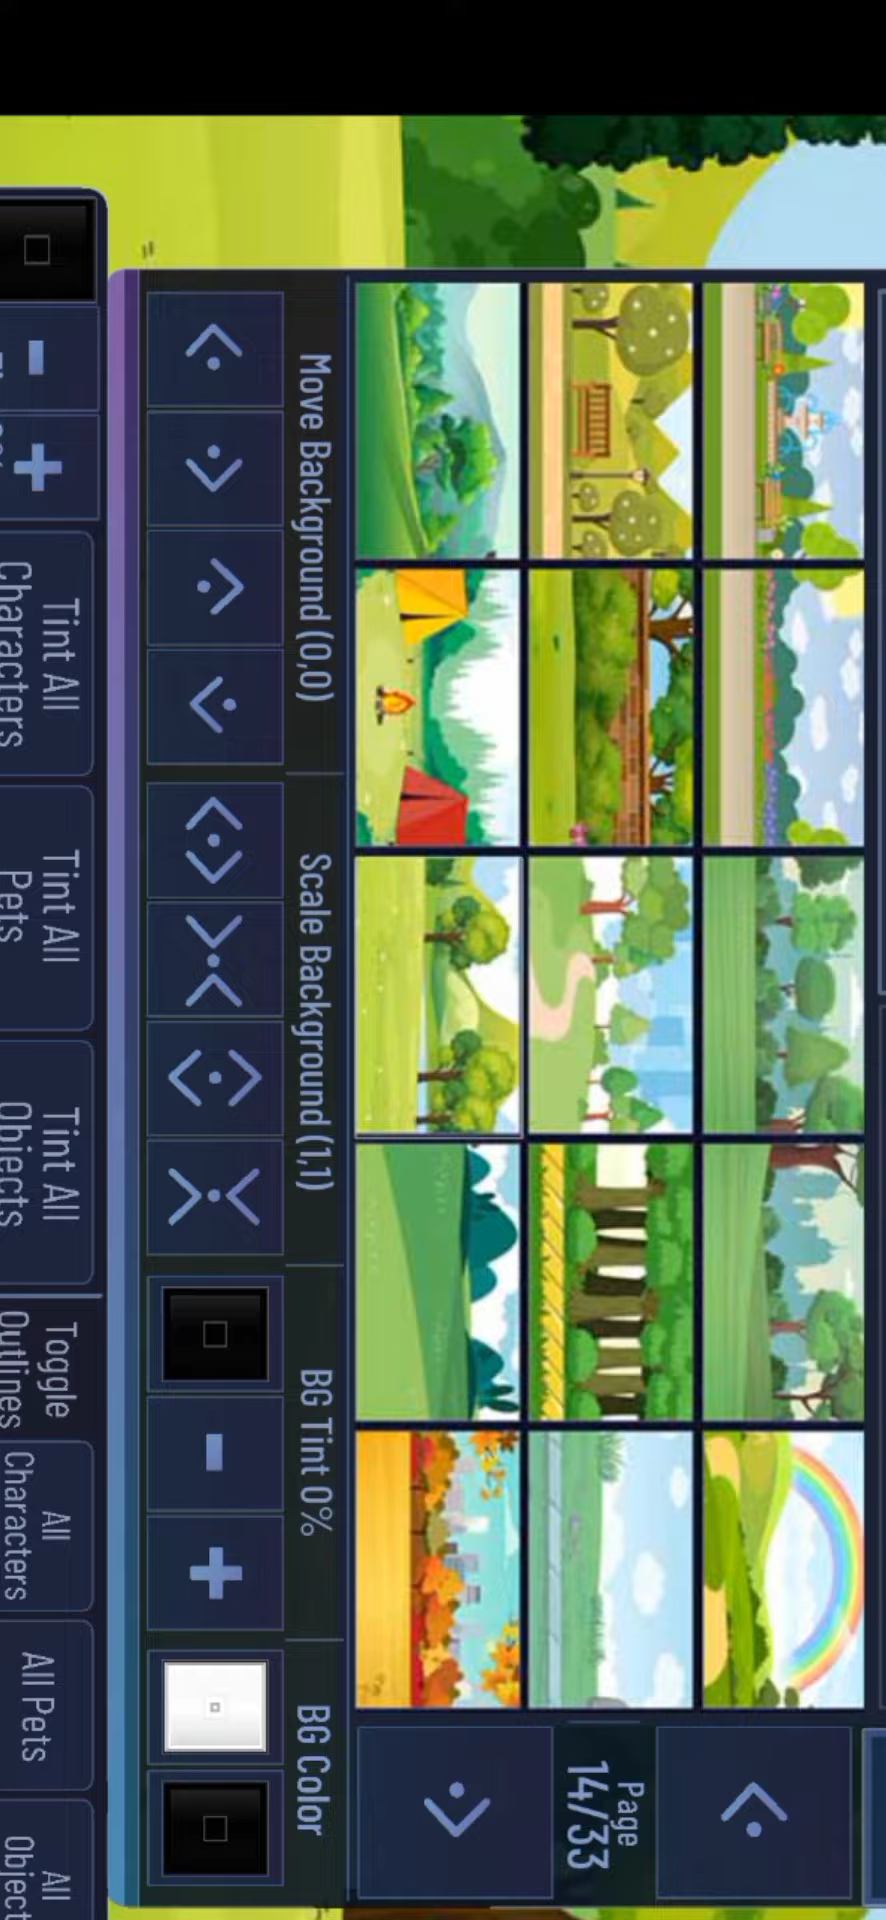 Page
14/33
Move Background (0,0)
Scale Background (1,1)
BG Tint 0%
BG Color
Tint All
Characters
Tint All
Pets
Tint All
Objects
Toggle
Outlines
All
Characters
All Pets
All